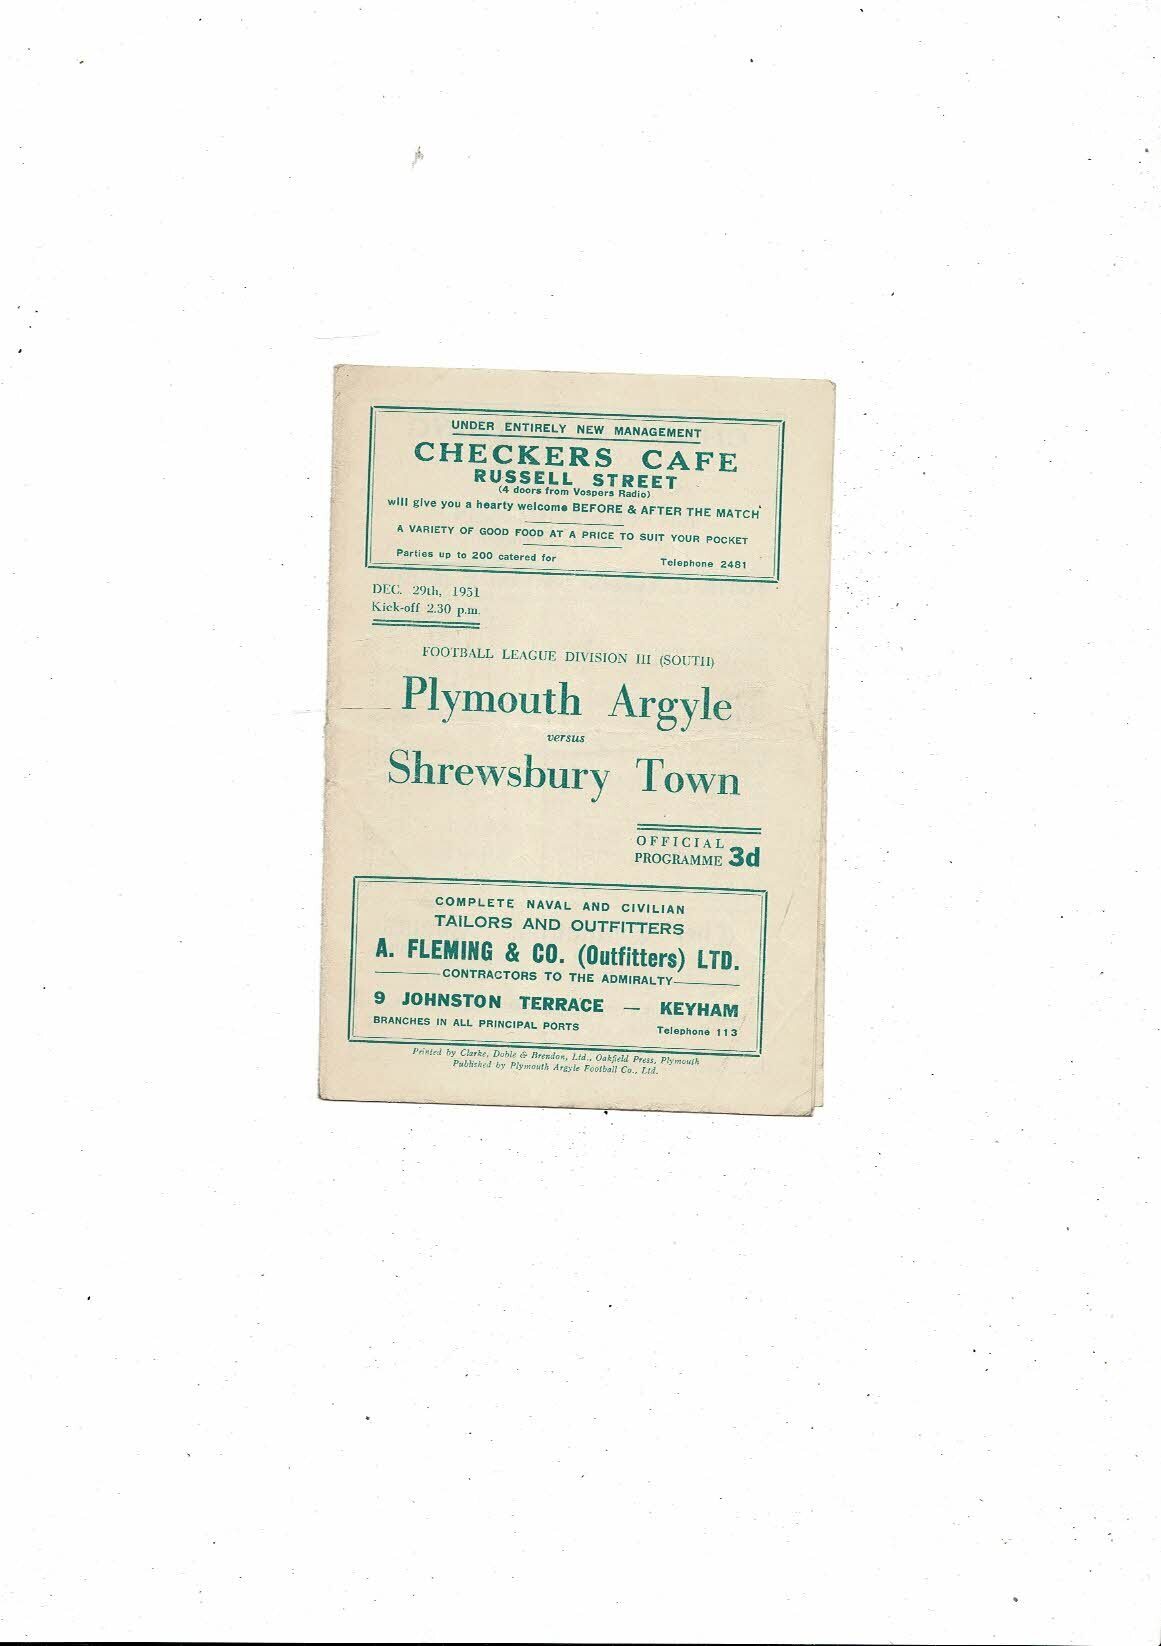 UNDER ENTIRELY NEW MANAGEMENT
CHECKERS CAFE
RUSSELL STREET
(4 doors from Vospers Radio)
will give you a hearty welcome BEFORE & AFTER THE MATCH
A VARIETY OF GOOD FOOD AT A PRICE TO SUIT YOUR POCKET
Parties up to 200 catered for Telephone 2481
DEC. 29th, 1951
Kick-off 2.30 p.m.
FOOTBALL LEAGUE DIVISION III (SOUTH)
Plymouth Argyle
versus
Shrewsbury Town
OFFICIAL
PROGRAMME 3d
COMPLETE NAVAL AND CIVILIAN
TAILORS AND OUTFITTERS
A. FLEMING & CO. (Outfitters) LTD.
CONTRACTORS TO THE ADMIRALTY
9 JOHNSTON TERRACE — KEYHAM
BRANCHES IN ALL PRINCIPAL PORTS Telephone 113
Printed by Clarke, Doble & Brendon, Ltd., Oakfield Press, Plymouth
Published by Plymouth Argyle Football Co., Ltd.